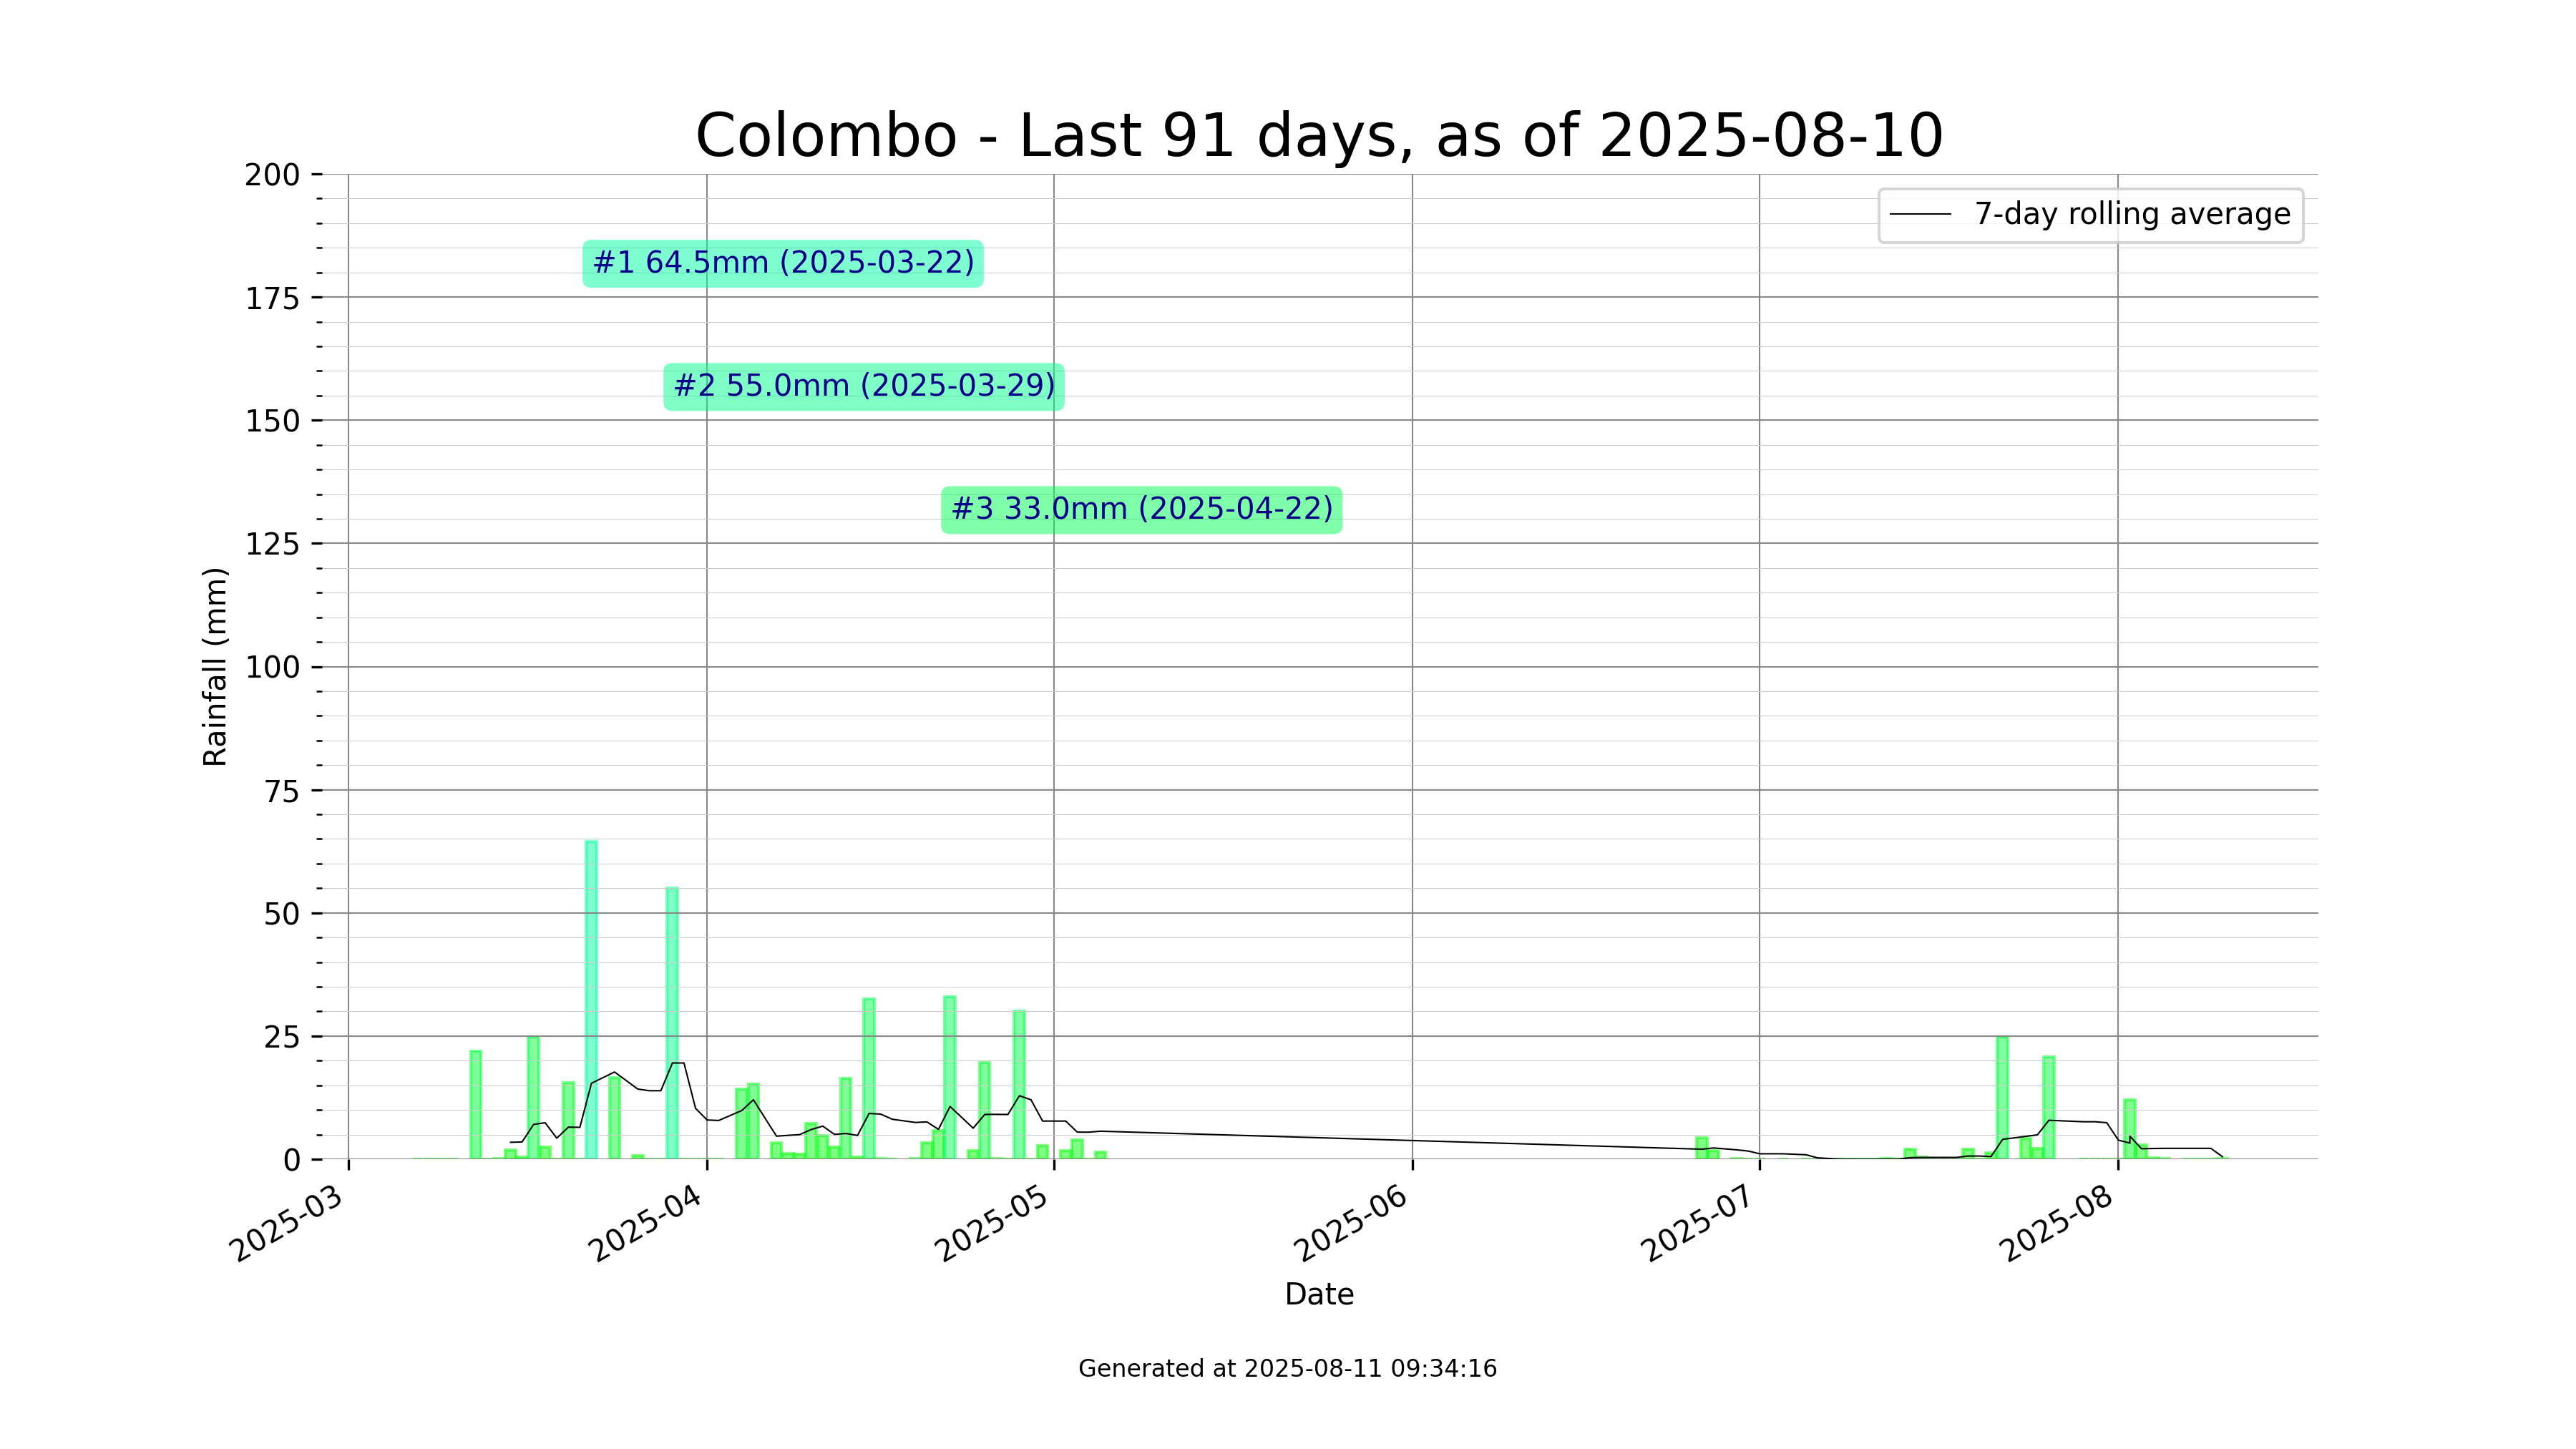 Colombo - Last 91 days, as of 2025-08-10
200
175
150
125
100
75
50
25
0
Rainfall (mm)
7-day rolling average
#1 64.5mm (2025-03-22)
#2 55.0mm (2025-03-29)
#3 33.0mm (2025-04-22)
2025-03
2025-04
2025-05
2025-06
2025-07
2025-08
Date
Generated at 2025-08-11 09:34:16